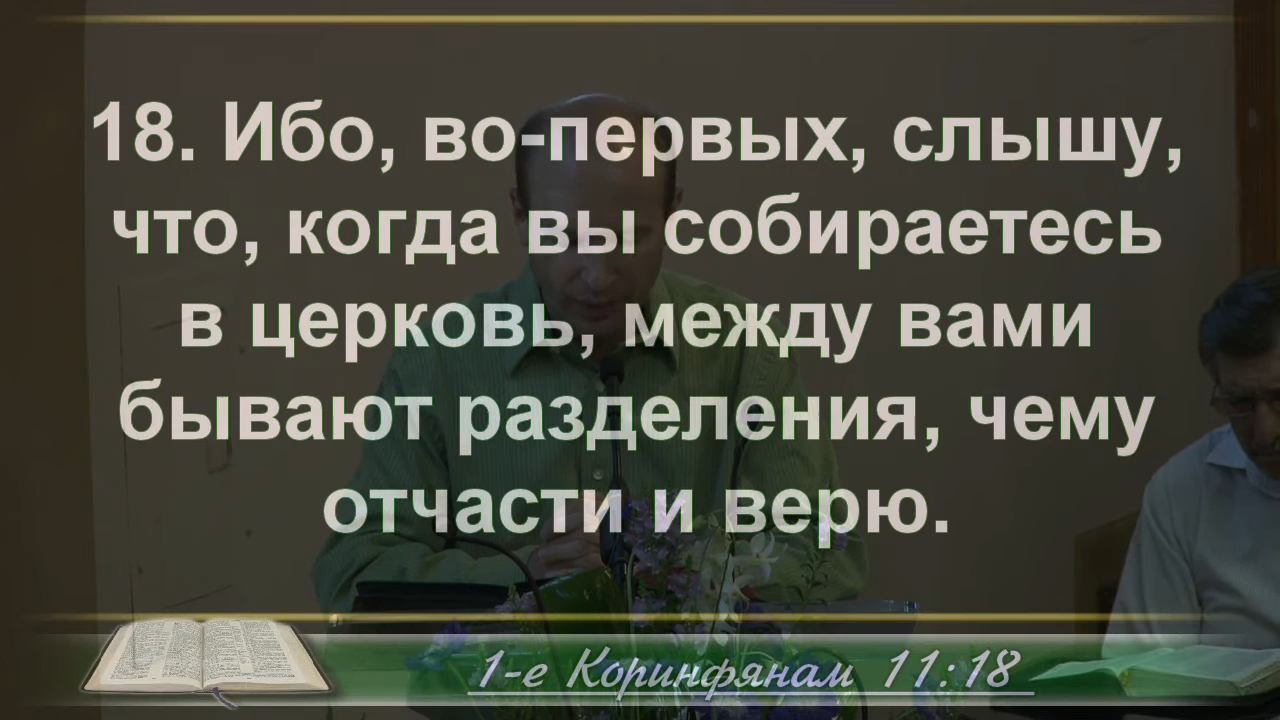 18. Ибо, во-первых, слышу,
что, когда вы собираетесь
в церковь, между вами
бывают разделения, чему
отчасти и верю.
1-е Коринфянам 11:18